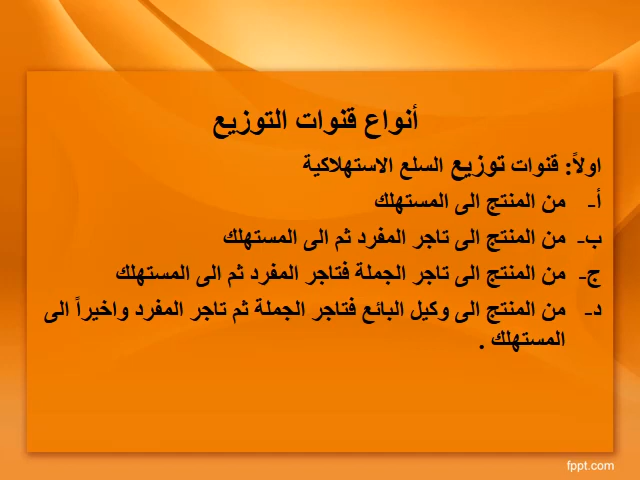 أنواع قنوات التوزيع
اولاً: قنوات توزيع السلع الاستهلاكية
أ- من المنتج الى المستهلك
ب- من المنتج الى تاجر المفرد ثم الى المستهلك
ج- من المنتج الى تاجر الجملة فتاجر المفرد ثم الى المستهلك
د- من المنتج الى وكيل البائع فتاجر الجملة ثم تاجر المفرد واخيراً الى
المستهلك .
fppt.com